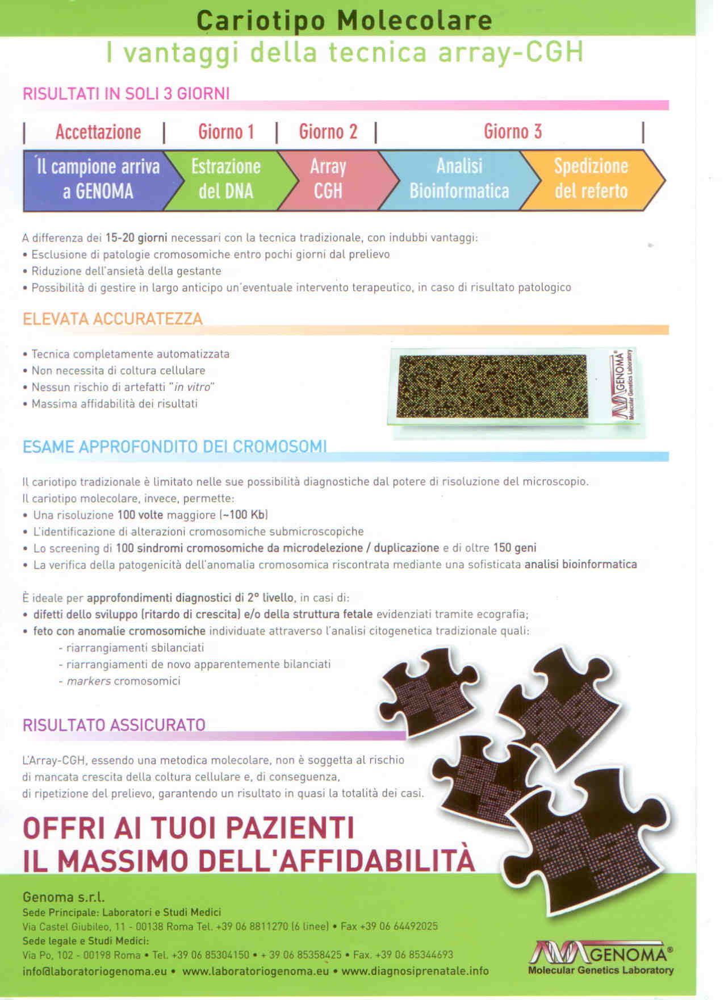 Cariotipo Molecolare
I vantaggi della tecnica array-CGH
RISULTATI IN SOLI 3 GIORNI
Accettazione | Giorno 1 | Giorno 2 | Giorno 3
Il campione arriva
a GENOMA
Estrazione
del DNA
Array
CGH
Analisi
Bioinformatica
Spedizione
del referto
A differenza dei 15-20 giorni necessari con la tecnica tradizionale, con indubbi vantaggi:
• Esclusione di patologie cromosomiche entro pochi giorni dal prelievo
• Riduzione dell'ansietà della gestante
• Possibilità di gestire in largo anticipo un'eventuale intervento terapeutico, in caso di risultato patologico
ELEVATA ACCURATEZZA
• Tecnica completamente automatizzata
• Non necessita di coltura cellulare
• Nessun rischio di artefatti "in vitro"
• Massima affidabilità dei risultati
GENOMA®
Molecular Genetics Laboratory
ESAME APPROFONDITO DEI CROMOSOMI
Il cariotipo tradizionale è limitato nelle sue possibilità diagnostiche dal potere di risoluzione del microscopio.
Il cariotipo molecolare, invece, permette:
• Una risoluzione 100 volte maggiore (~100 Kb)
• L'identificazione di alterazioni cromosomiche submicroscopiche
• Lo screening di 100 sindromi cromosomiche da microdelezione / duplicazione e di oltre 150 geni
• La verifica della patogenicità dell'anomalia cromosomica riscontrata mediante una sofisticata analisi bioinformatica
È ideale per approfondimenti diagnostici di 2° livello, in casi di:
• difetti dello sviluppo (ritardo di crescita) e/o della struttura fetale evidenziati tramite ecografia;
• feto con anomalie cromosomiche individuate attraverso l'analisi citogenetica tradizionale quali:
- riarrangiamenti sbilanciati
- riarrangiamenti de novo apparentemente bilanciati
- markers cromosomici
RISULTATO ASSICURATO
L'Array-CGH, essendo una metodica molecolare, non è soggetta al rischio
di mancata crescita della coltura cellulare e, di conseguenza,
di ripetizione del prelievo, garantendo un risultato in quasi la totalità dei casi.
OFFRI AI TUOI PAZIENTI
IL MASSIMO DELL'AFFIDABILITÀ
Genoma s.r.l.
Sede Principale: Laboratori e Studi Medici
Via Castel Giubileo, 11 - 00138 Roma Tel. +39 06 8811270 (6 linee) • Fax +39 06 64492025
Sede legale e Studi Medici:
Via Po, 102 - 00198 Roma • Tel. +39 06 85304150 • + 39 06 85358425 • Fax. +39 06 85344693
info@laboratoriogenoma.eu • www.laboratoriogenoma.eu • www.diagnosiprenatale.info
GENOMA®
Molecular Genetics Laboratory